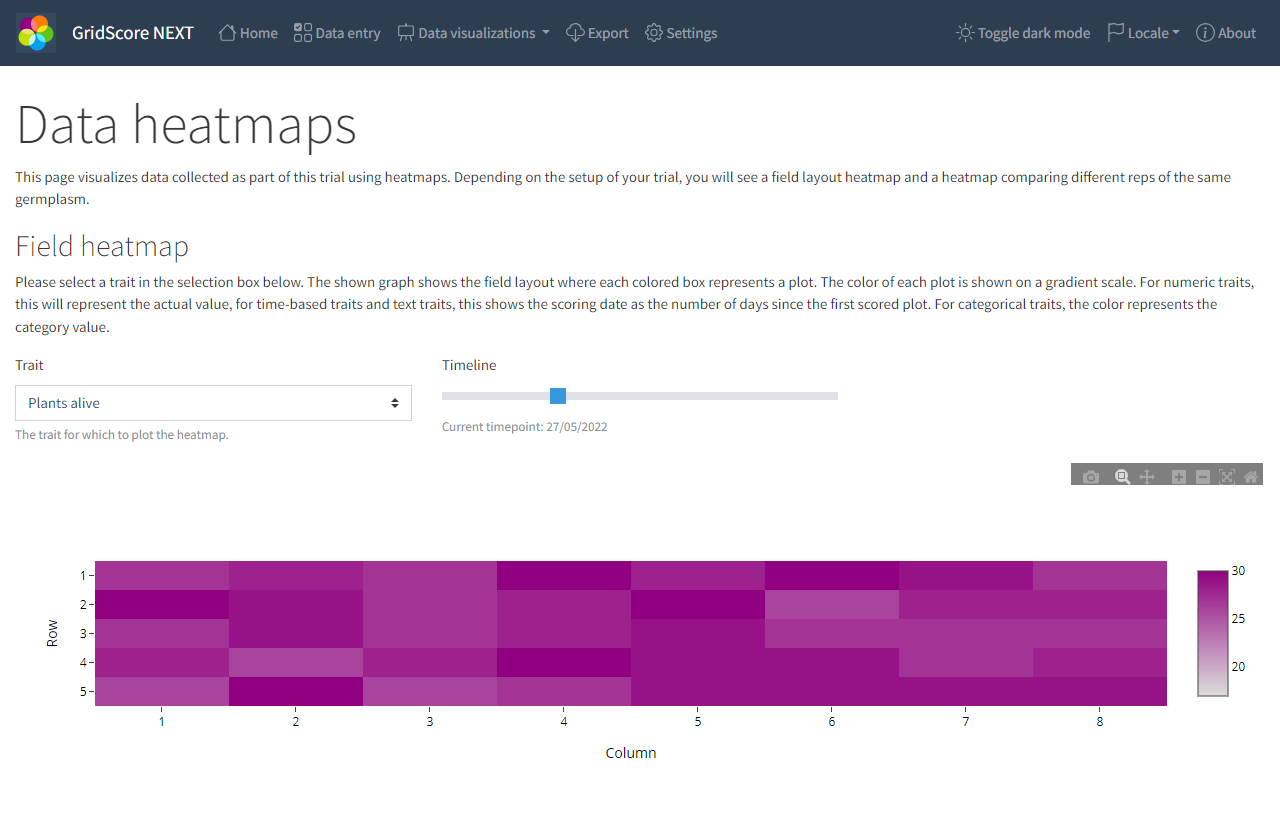 GridScore NEXT Home Data entry Data visualizations Export Settings Toggle dark mode Locale About
Data heatmaps
This page visualizes data collected as part of this trial using heatmaps. Depending on the setup of your trial, you will see a field layout heatmap and a heatmap comparing different reps of the same
germplasm.
Field heatmap
Please select a trait in the selection box below. The shown graph shows the field layout where each colored box represents a plot. The color of each plot is shown on a gradient scale. For numeric traits,
this will represent the actual value, for time-based traits and text traits, this shows the scoring date as the number of days since the first scored plot. For categorical traits, the color represents the
category value.
Trait
Plants alive
The trait for which to plot the heatmap.
Timeline
Current timepoint: 27/05/2022
Row
1
2
3
4
5
1 2 3 4 5 6 7 8
Column
30
25
20